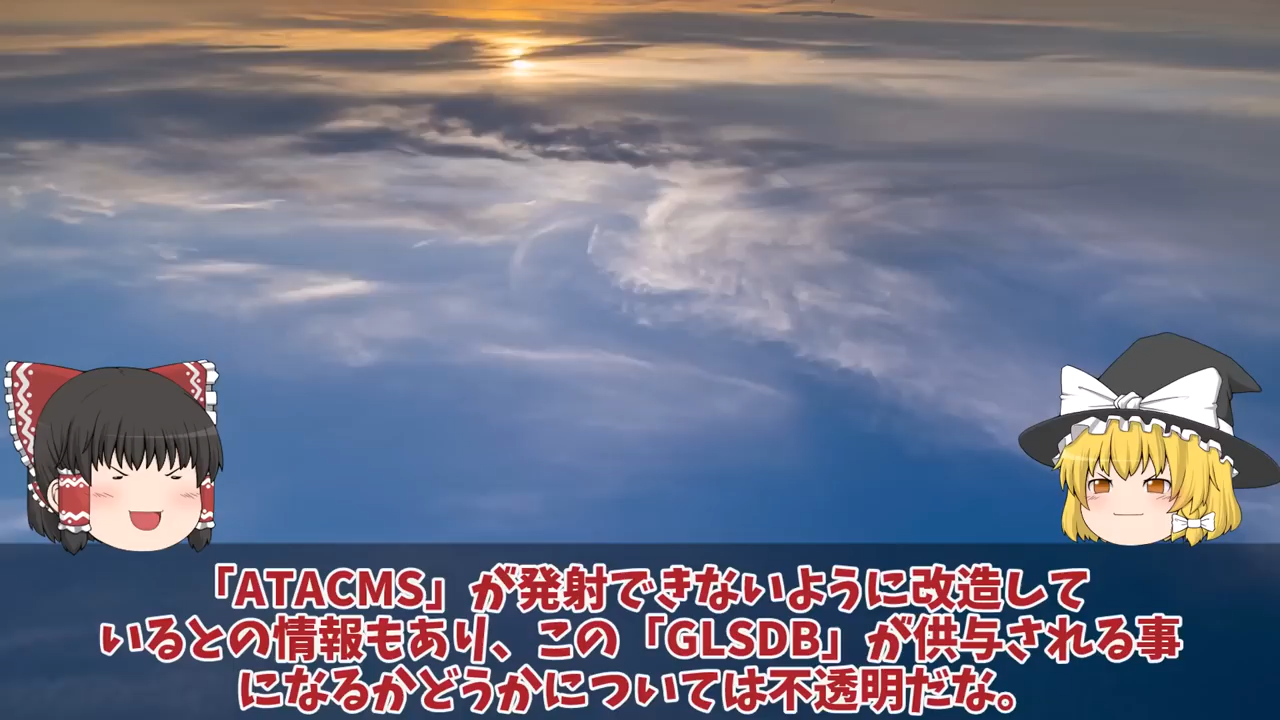 「ATACMS」が発射できないように改造して
いるとの情報もあり、この「GLSDB」が供与される事
になるかどうかについては不透明だな。